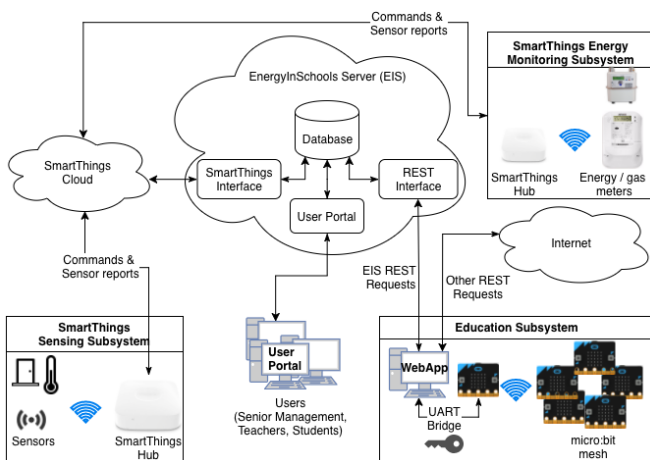 Commands &
Sensor reports
SmartThings Energy
Monitoring Subsystem
EnergyInSchools Server (EIS)
Database
SmartThings
Cloud
SmartThings
Interface
REST
Interface
User Portal
SmartThings
Hub
Energy / gas
meters
Internet
Commands &
Sensor reports
EIS REST
Requests
Other REST
Requests
SmartThings
Sensing Subsystem
Sensors
SmartThings
Hub
User
Portal
Users
(Senior Management,
Teachers, Students)
Education Subsystem
WebApp
UART
Bridge
micro:bit
mesh